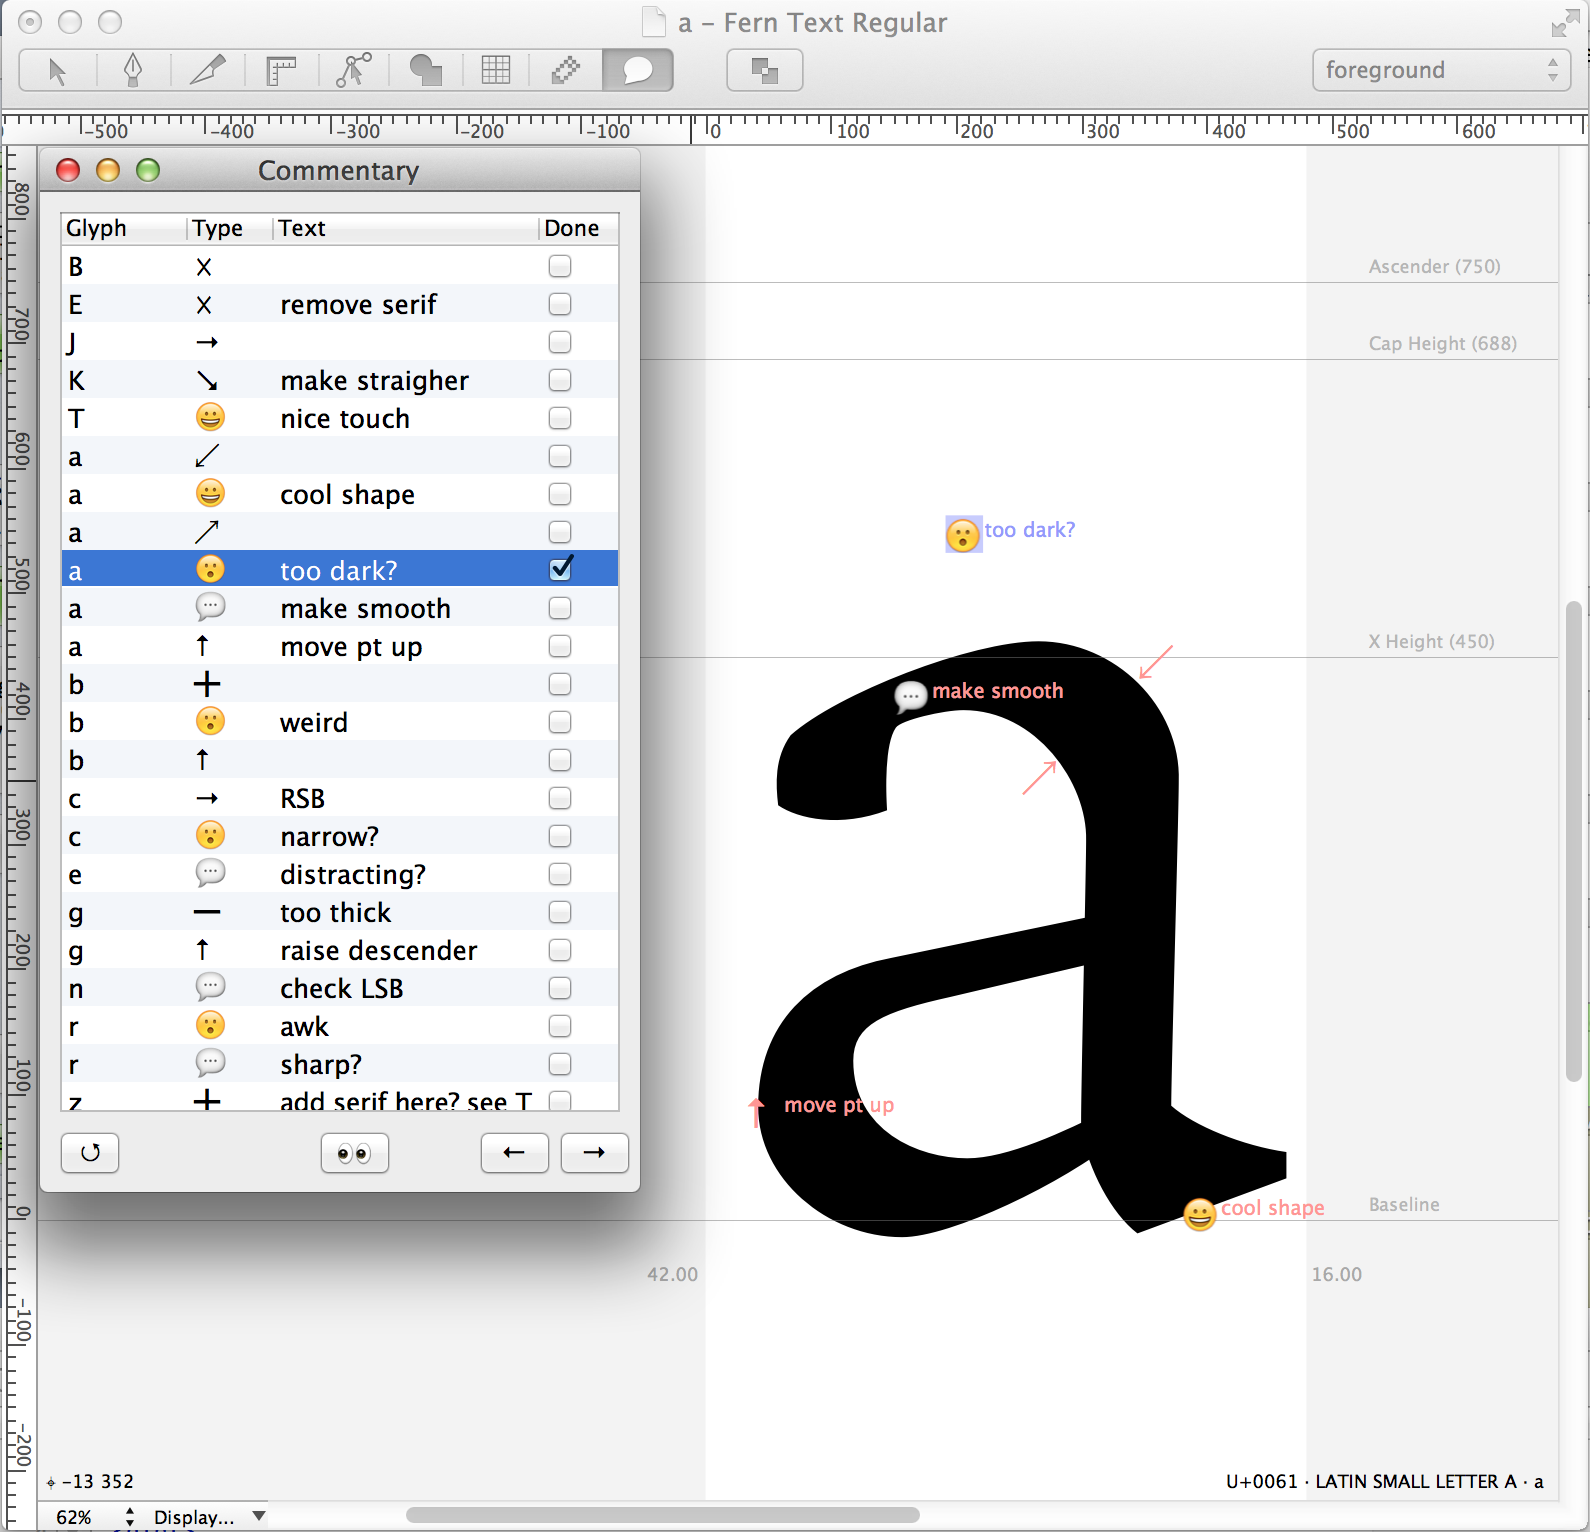 a – Fern Text Regular
foreground
-500 -400 -300 -200 -100 0 100 200 300 400 500 600
Commentary
Glyph Type Text Done
B X
E X remove serif
J →
K ↘ make straigher
T 😀 nice touch
a ↙
a 😀 cool shape
a ↗
a 😮 too dark?
a 💬 make smooth
a ↑ move pt up
b +
b 😮 weird
b ↑
c → RSB
c 😮 narrow?
e 💬 distracting?
g — too thick
g ↑ raise descender
n 💬 check LSB
r 😮 awk
r 💬 sharp?
z + add serif here? see T
800
700
600
500
400
300
200
100
0
-100
-200
Ascender (750)
Cap Height (688)
too dark?
X Height (450)
make smooth
a
move pt up
cool shape
Baseline
42.00
16.00
-13 352
U+0061 · LATIN SMALL LETTER A · a
62% Display...